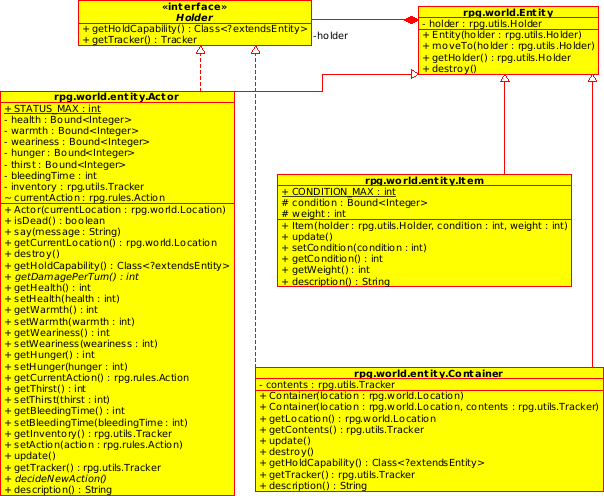 «interface»
Holder
+ getHoldCapability() : Class<?extendsEntity>
+ getTracker() : Tracker
-holder
rpg.world.Entity
- holder : rpg.utils.Holder
+ Entity(holder : rpg.utils.Holder)
+ moveTo(holder : rpg.utils.Holder)
+ getHolder() : rpg.utils.Holder
+ destroy()
rpg.world.entity.Actor
+ STATUS_MAX : int
- health : Bound<Integer>
- warmth : Bound<Integer>
- weariness : Bound<Integer>
- hunger : Bound<Integer>
- thirst : Bound<Integer>
- bleedingTime : int
- inventory : rpg.utils.Tracker
~ currentAction : rpg.rules.Action
+ Actor(currentLocation : rpg.world.Location)
+ isDead() : boolean
+ say(message : String)
+ getCurrentLocation() : rpg.world.Location
+ destroy()
+ getHoldCapability() : Class<?extendsEntity>
+ getDamagePerTurn() : int
+ getHealth() : int
+ setHealth(health : int)
+ getWarmth() : int
+ setWarmth(warmth : int)
+ getWeariness() : int
+ setWeariness(weariness : int)
+ getHunger() : int
+ setHunger(hunger : int)
+ getCurrentAction() : rpg.rules.Action
+ getThirst() : int
+ setThirst(thirst : int)
+ getBleedingTime() : int
+ setBleedingTime(bleedingTime : int)
+ getInventory() : rpg.utils.Tracker
+ setAction(action : rpg.rules.Action)
+ update()
+ getTracker() : rpg.utils.Tracker
+ decideNewAction()
+ description() : String
rpg.world.entity.Item
+ CONDITION_MAX : int
# condition : Bound<Integer>
# weight : int
+ Item(holder : rpg.utils.Holder, condition : int, weight : int)
+ update()
+ setCondition(condition : int)
+ getCondition() : int
+ getWeight() : int
+ description() : String
rpg.world.entity.Container
- contents : rpg.utils.Tracker
+ Container(location : rpg.world.Location)
+ Container(location : rpg.world.Location, contents : rpg.utils.Tracker)
+ getLocation() : rpg.world.Location
+ getContents() : rpg.utils.Tracker
+ update()
+ destroy()
+ getHoldCapability() : Class<?extendsEntity>
+ getTracker() : rpg.utils.Tracker
+ description() : String